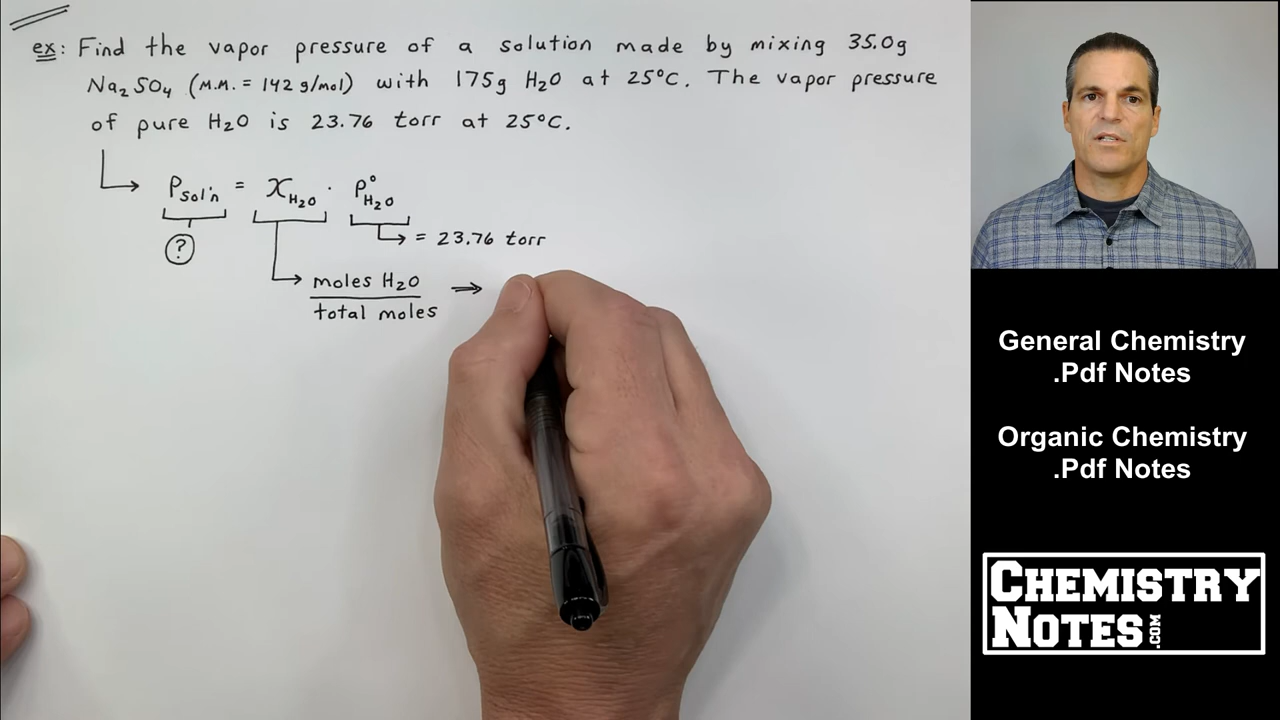 ex: Find the vapor pressure of a solution made by mixing 35.0g
Na₂SO₄ (M.M. = 142 g/mol) with 175g H₂O at 25°C. The vapor pressure
of pure H₂O is 23.76 torr at 25°C.
P sol'n = X H₂O · P° H₂O
?
= 23.76 torr
moles H₂O
total moles
General Chemistry
.Pdf Notes
Organic Chemistry
.Pdf Notes
CHEMISTRY
NOTES.COM